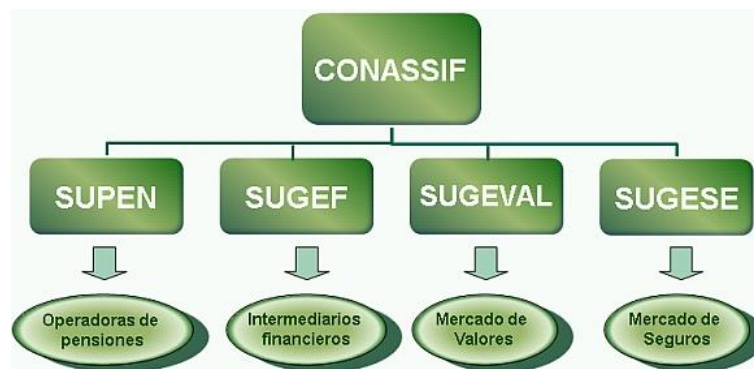 CONASSIF
SUPEN
SUGEF
SUGEVAL
SUGESE
Operadoras de
pensiones
Intermediarios
financieros
Mercado de
Valores
Mercado de
Seguros